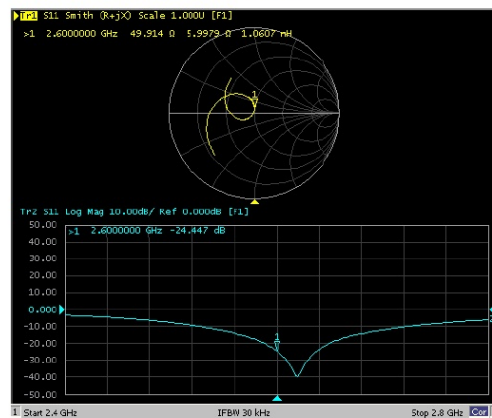 Tr1 S11 Smith (R+jX) Scale 1.000U [F1]
>1 2.6000000 GHz 49.914 Ω 5.9979 Ω 1.0607 mH
1
Tr2 S11 Log Mag 10.00dB/ Ref 0.000dB [F1]
50.00
>1 2.6000000 GHz -24.447 dB
40.00
30.00
20.00
10.00
0.000
-10.00
1
-20.00
-30.00
-40.00
-50.00
1 Start 2.4 GHz IFBW 30 kHz Stop 2.8 GHz Cor